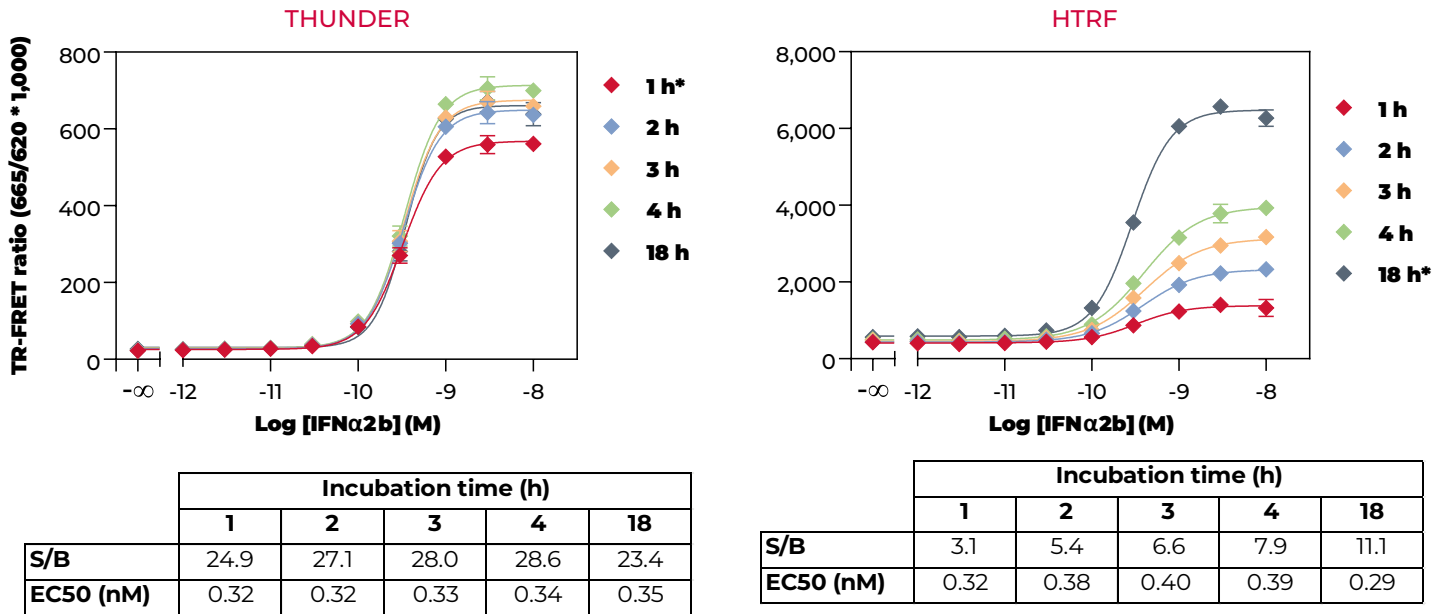 THUNDER
TR-FRET ratio (665/620 * 1,000)
800
600
400
200
0
-∞ -12 -11 -10 -9 -8
Log [IFNα2b] (M)
1 h*
2 h
3 h
4 h
18 h
HTRF
8,000
6,000
4,000
2,000
0
-∞ -12 -11 -10 -9 -8
Log [IFNα2b] (M)
1 h
2 h
3 h
4 h
18 h*
Incubation time (h)
1 2 3 4 18
S/B 24.9 27.1 28.0 28.6 23.4
EC50 (nM) 0.32 0.32 0.33 0.34 0.35
Incubation time (h)
1 2 3 4 18
S/B 3.1 5.4 6.6 7.9 11.1
EC50 (nM) 0.32 0.38 0.40 0.39 0.29